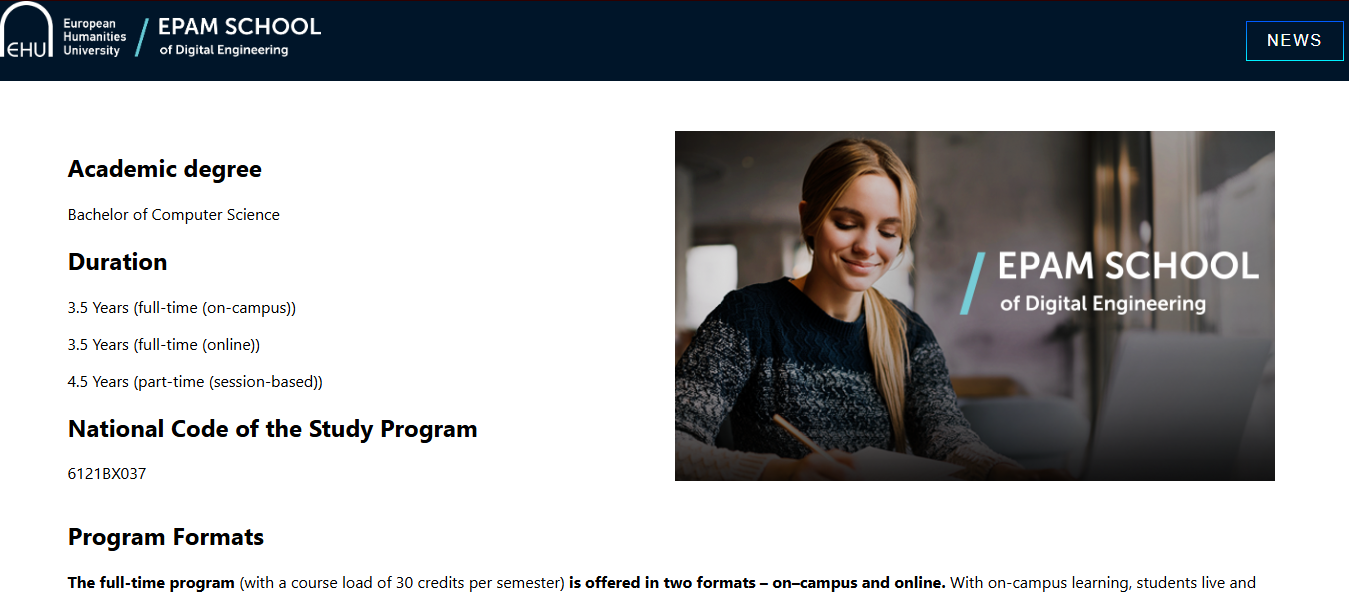 European
Humanities
University
EHU
EPAM SCHOOL
of Digital Engineering
NEWS
Academic degree
Bachelor of Computer Science
Duration
3.5 Years (full-time (on-campus))
3.5 Years (full-time (online))
4.5 Years (part-time (session-based))
National Code of the Study Program
6121BX037
EPAM SCHOOL
of Digital Engineering
Program Formats
The full-time program (with a course load of 30 credits per semester) is offered in two formats – on–campus and online. With on-campus learning, students live and